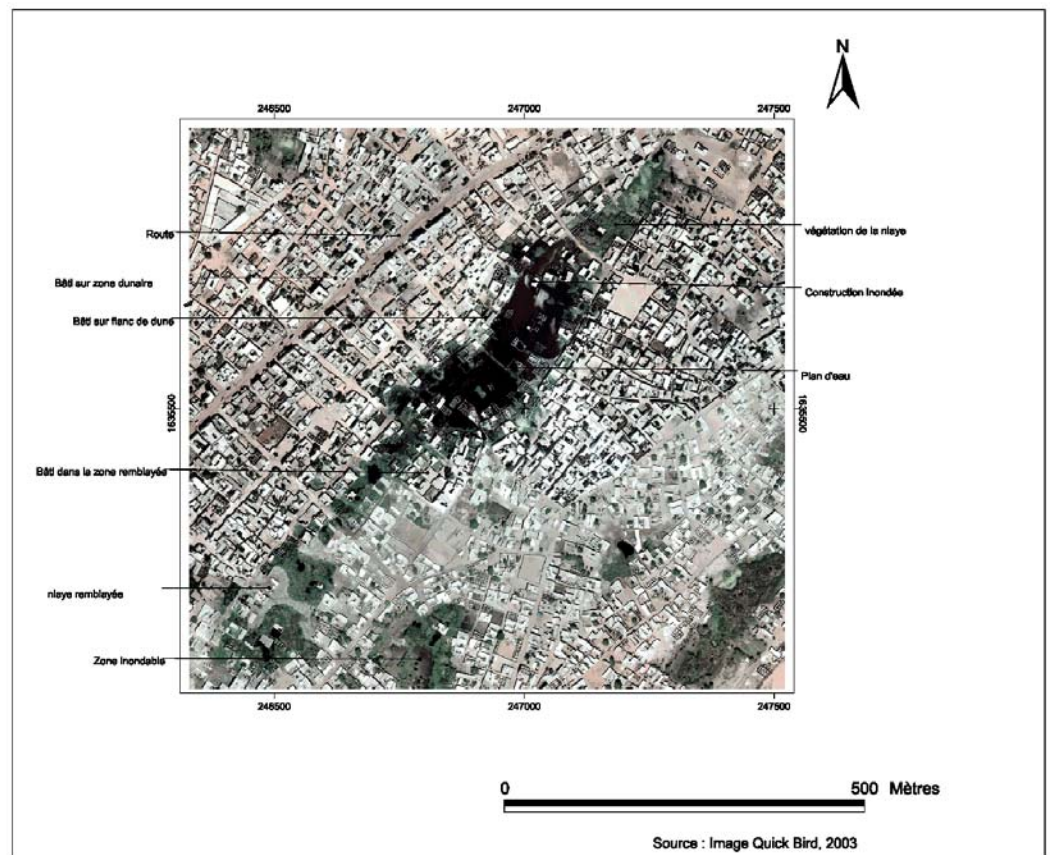 N
246500 247000 247500
Route
végétation de la niaye
Bâti sur zone dunaire
Construction Inondée
Bâti sur flanc de dune
Plan d'eau
1635500
1635500
Bâti dans la zone remblayée
niaye remblayée
Zone Inondable
246500 247000 247500
0 500 Mètres
Source : Image Quick Bird, 2003